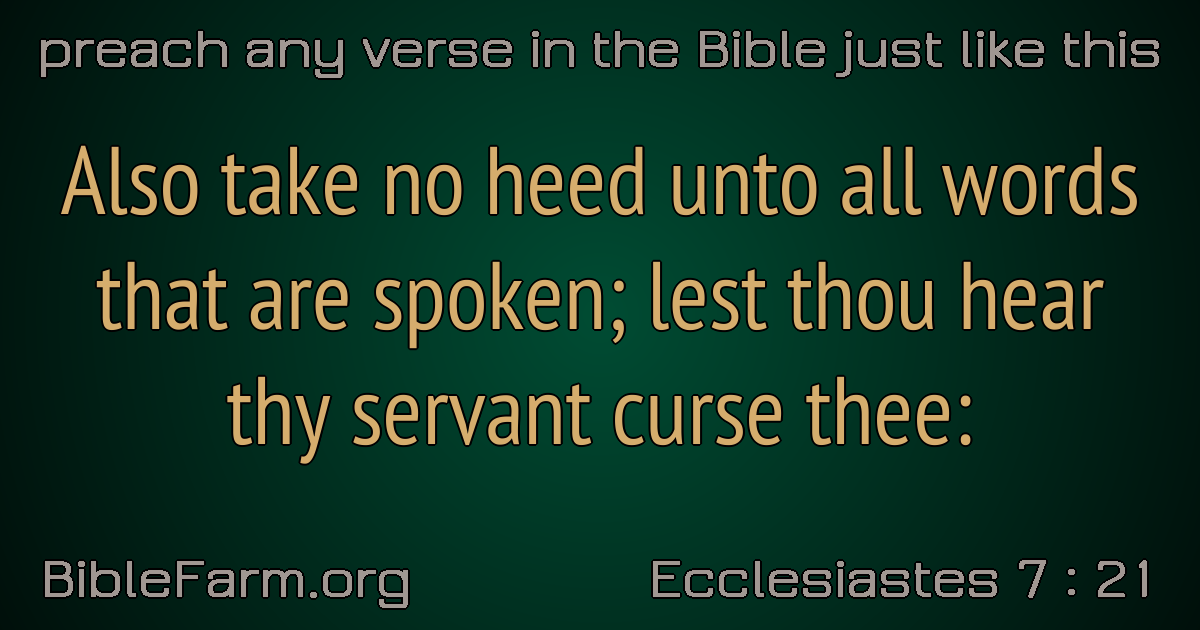 preach any verse in the Bible just like this
Also take no heed unto all words
that are spoken; lest thou hear
thy servant curse thee:
BibleFarm.org
Ecclesiastes 7 : 21